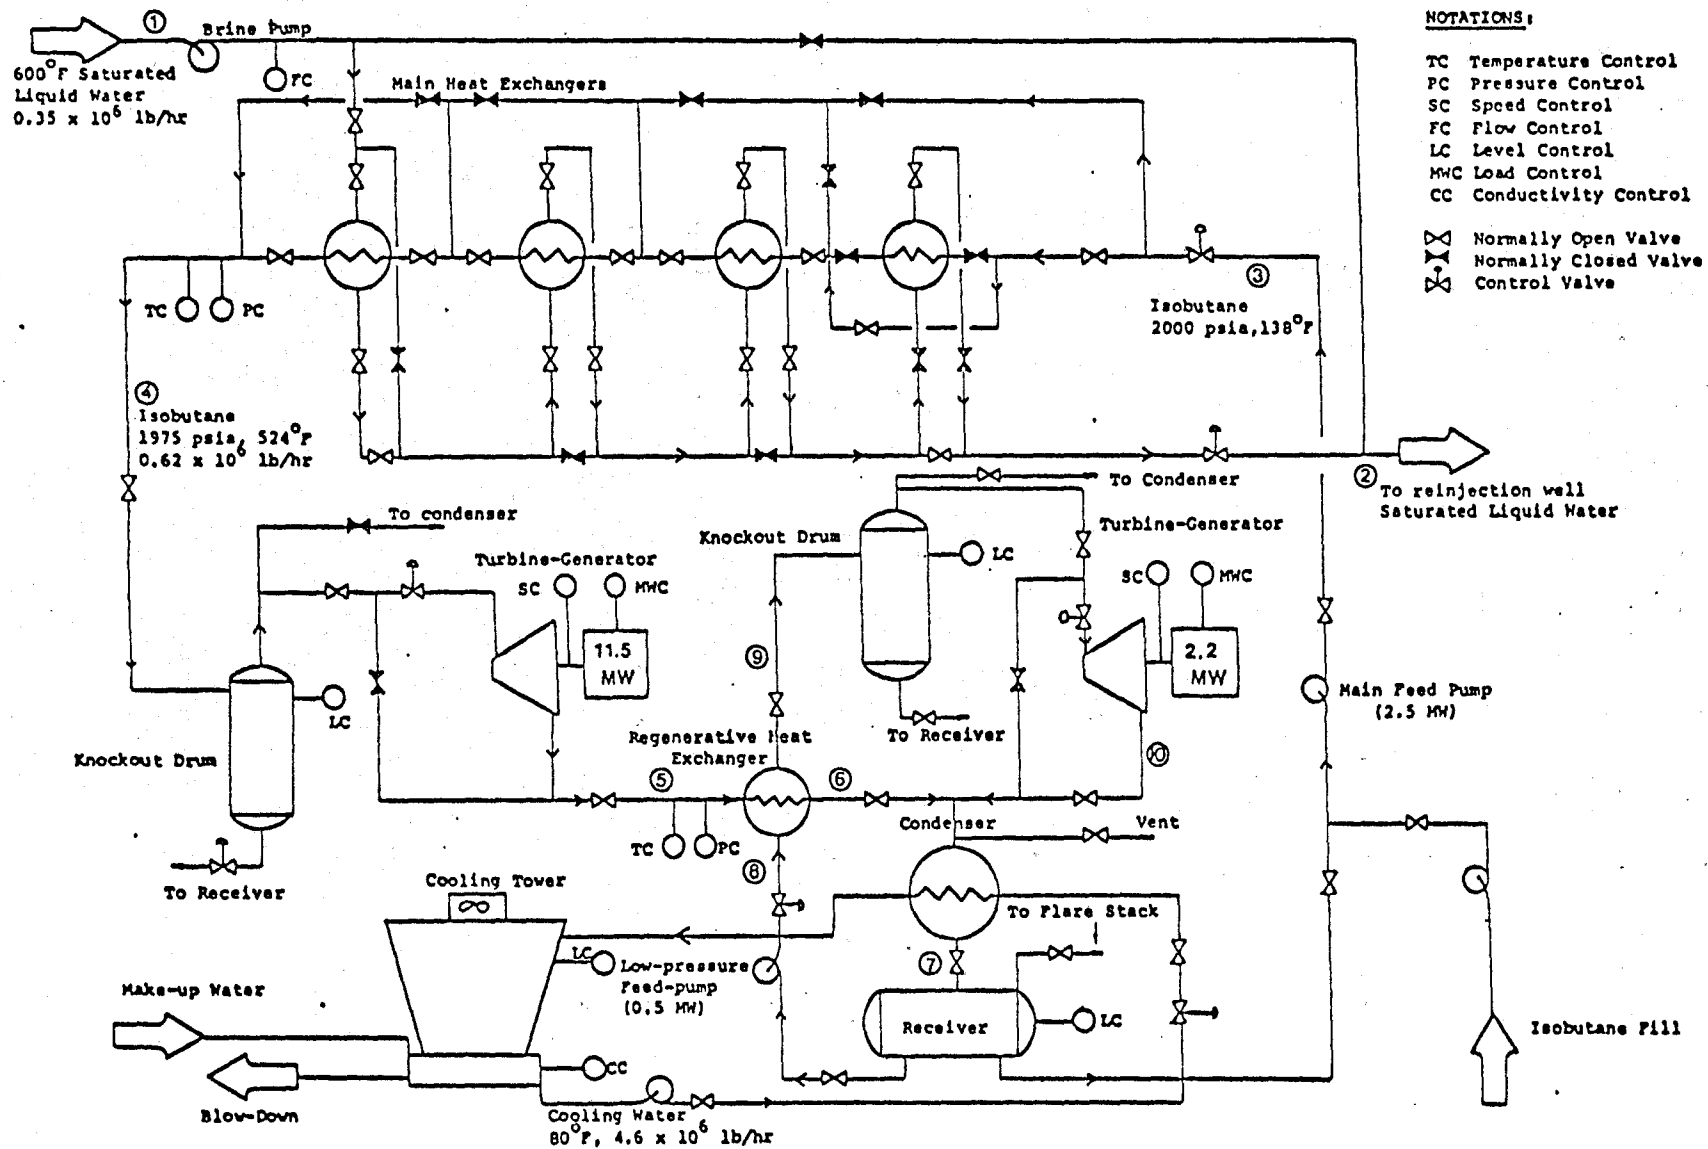 ①
Brine Pump
600°F Saturated
Liquid Water
0.35 x 10⁶ lb/hr
FC
Main Heat Exchangers
NOTATIONS:
TC Temperature Control
PC Pressure Control
SC Speed Control
FC Flow Control
LC Level Control
MWC Load Control
CC Conductivity Control
Normally Open Valve
Normally Closed Valve
Control Valve
TC
PC
③
Isobutane
2000 psia, 138°F
④
Isobutane
1975 psia, 524°F
0.62 x 10⁶ lb/hr
②
To reinjection well
Saturated Liquid Water
To Condenser
To condenser
Knockout Drum
LC
Turbine-Generator
SC
MWC
2.2
MW
Turbine-Generator
SC
MWC
11.5
MW
⑨
Main Feed Pump
(2.5 MW)
LC
Knockout Drum
To Receiver
Regenerative Heat
Exchanger
To Receiver
⑩
⑤
⑥
TC
PC
Condenser
Vent
⑧
Cooling Tower
To Flare Stack
LC
Low-pressure
Feed-pump
(0.5 MW)
⑦
Receiver
LC
Make-up Water
Isobutane Fill
CC
Blow-Down
Cooling Water
80°F, 4.6 x 10⁶ lb/hr